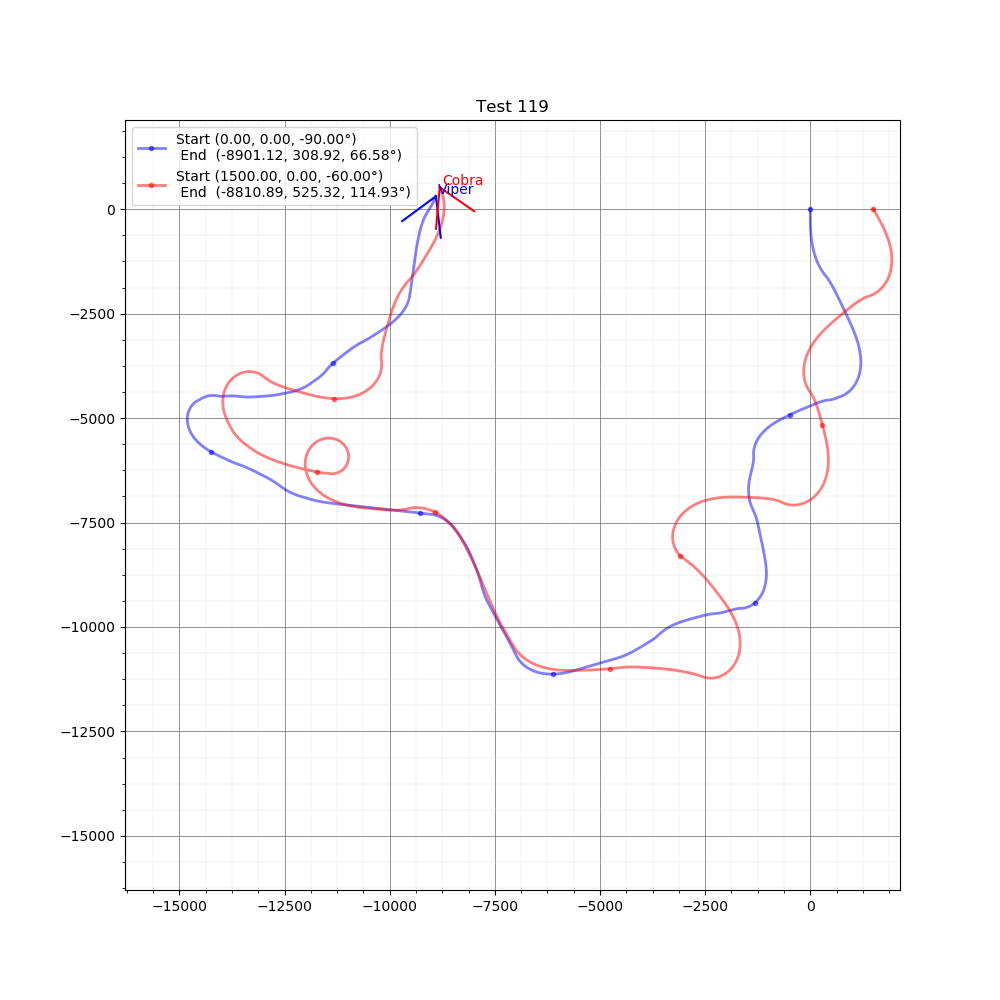 Test 119
Start (0.00, 0.00, -90.00°)
End (-8901.12, 308.92, 66.58°)
Start (1500.00, 0.00, -60.00°)
End (-8810.89, 525.32, 114.93°)
Cobra
Viper
0
−2500
−5000
−7500
−10000
−12500
−15000
−15000 −12500 −10000 −7500 −5000 −2500 0